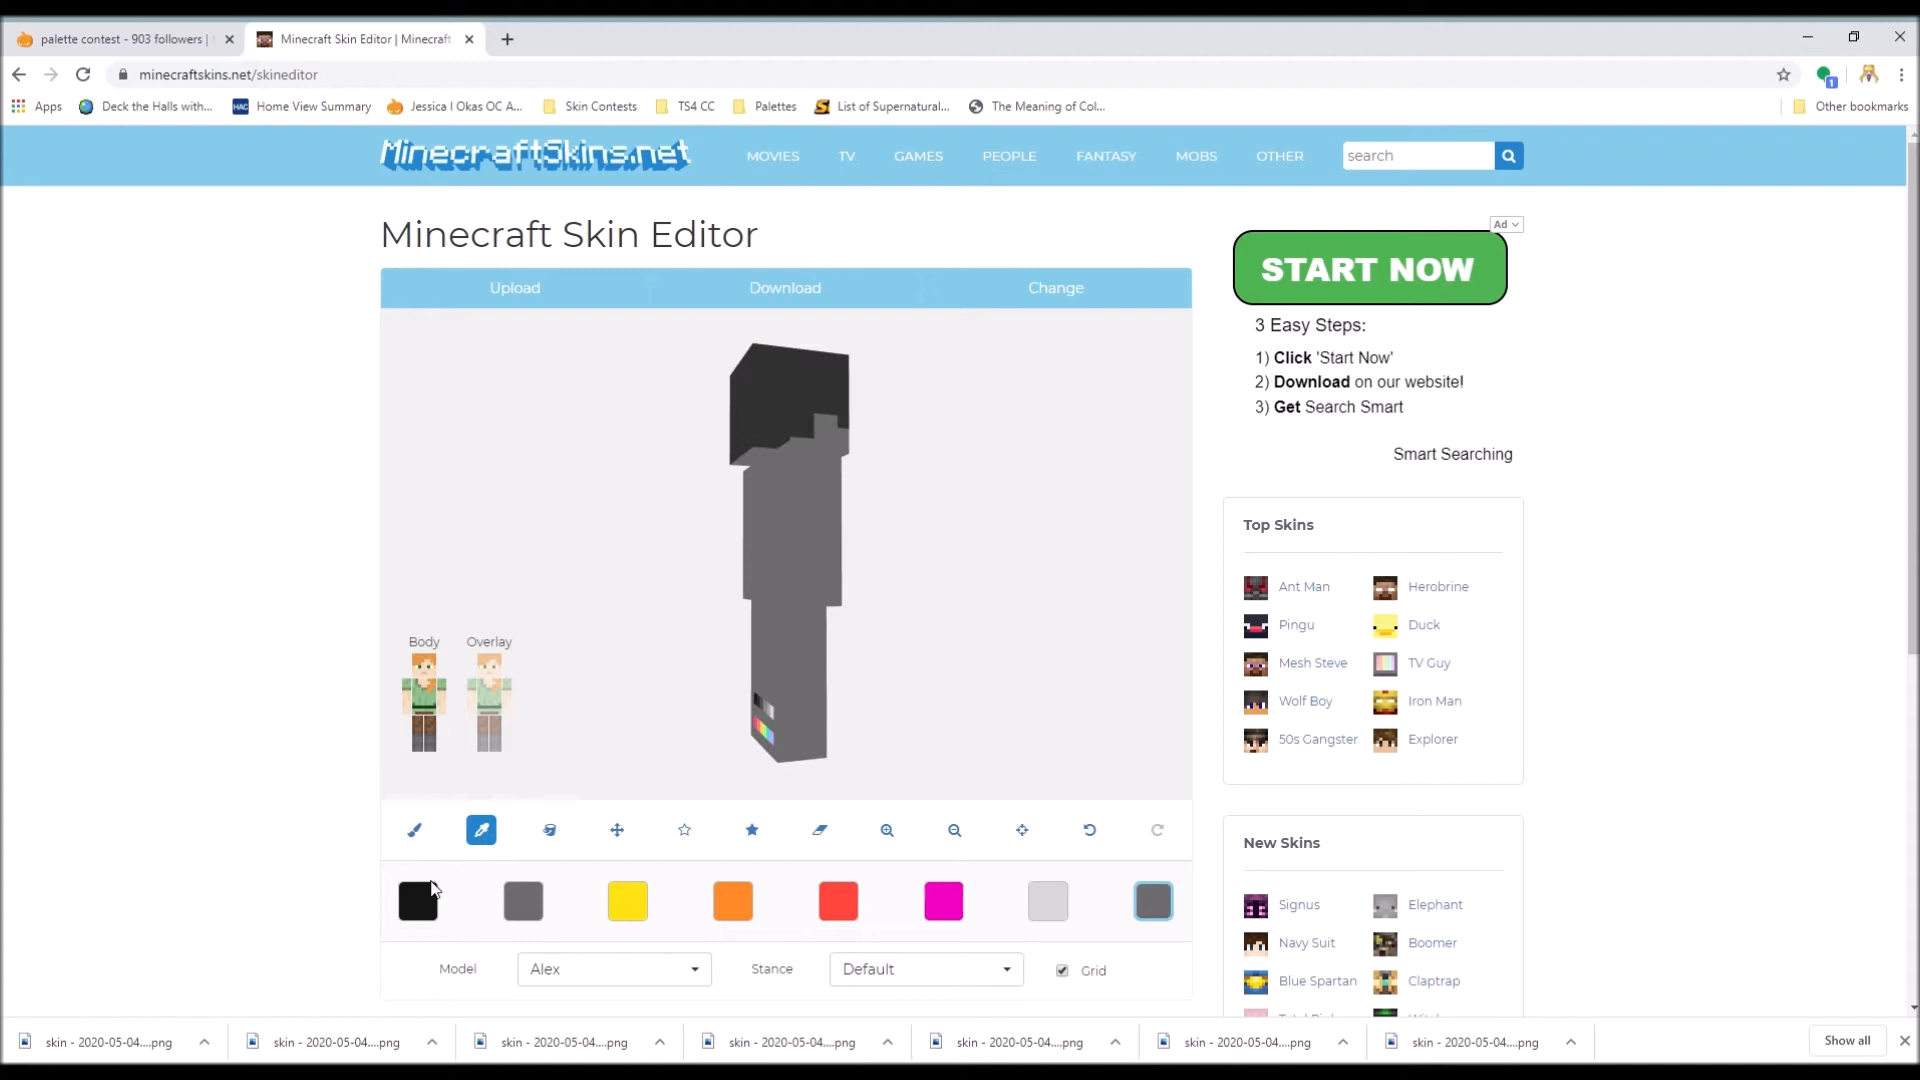 palette contest - 903 followers |
Minecraft Skin Editor | Minecraft
minecraftskins.net/skineditor
Apps
Deck the Halls with...
HAC
Home View Summary
Jessica I Okas OC A...
Skin Contests
TS4 CC
Palettes
List of Supernatural...
The Meaning of Col...
Other bookmarks
MinecraftSkins.net
MOVIES
TV
GAMES
PEOPLE
FANTASY
MOBS
OTHER
search
Minecraft Skin Editor
Upload
Download
Change
Ad
START NOW
3 Easy Steps:
1) Click 'Start Now'
2) Download on our website!
3) Get Search Smart
Smart Searching
Body
Overlay
Top Skins
Ant Man
Herobrine
Pingu
Duck
Mesh Steve
TV Guy
Wolf Boy
Iron Man
50s Gangster
Explorer
New Skins
Signus
Elephant
Navy Suit
Boomer
Blue Spartan
Claptrap
Model
Alex
Stance
Default
Grid
skin - 2020-05-04....png
skin - 2020-05-04....png
skin - 2020-05-04....png
skin - 2020-05-04....png
skin - 2020-05-04....png
skin - 2020-05-04....png
skin - 2020-05-04....png
Show all